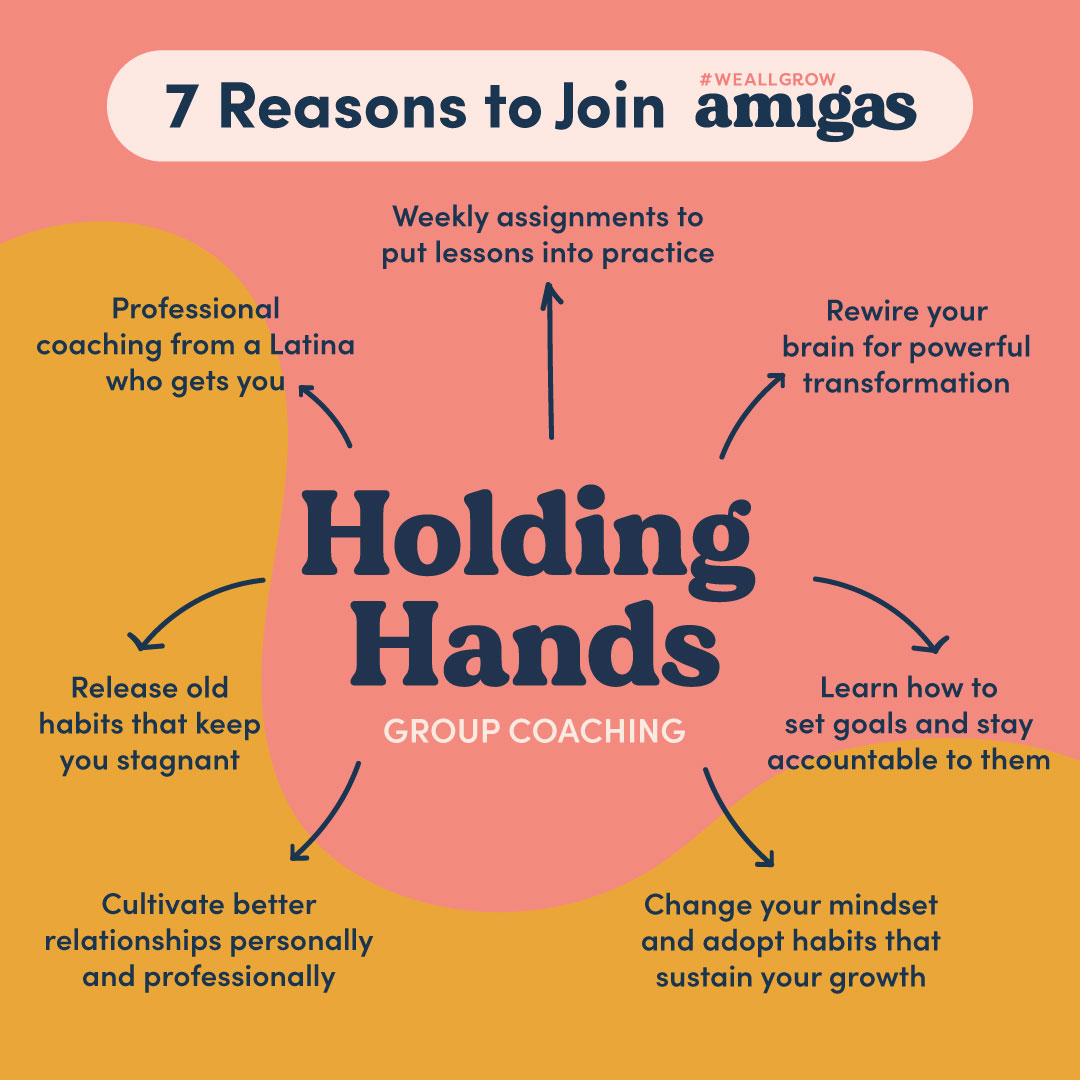 7 Reasons to Join #WEALLGROW amigas
Weekly assignments to
put lessons into practice
Professional
coaching from a Latina
who gets you
Rewire your
brain for powerful
transformation
Holding
Hands
GROUP COACHING
Release old
habits that keep
you stagnant
Learn how to
set goals and stay
accountable to them
Cultivate better
relationships personally
and professionally
Change your mindset
and adopt habits that
sustain your growth